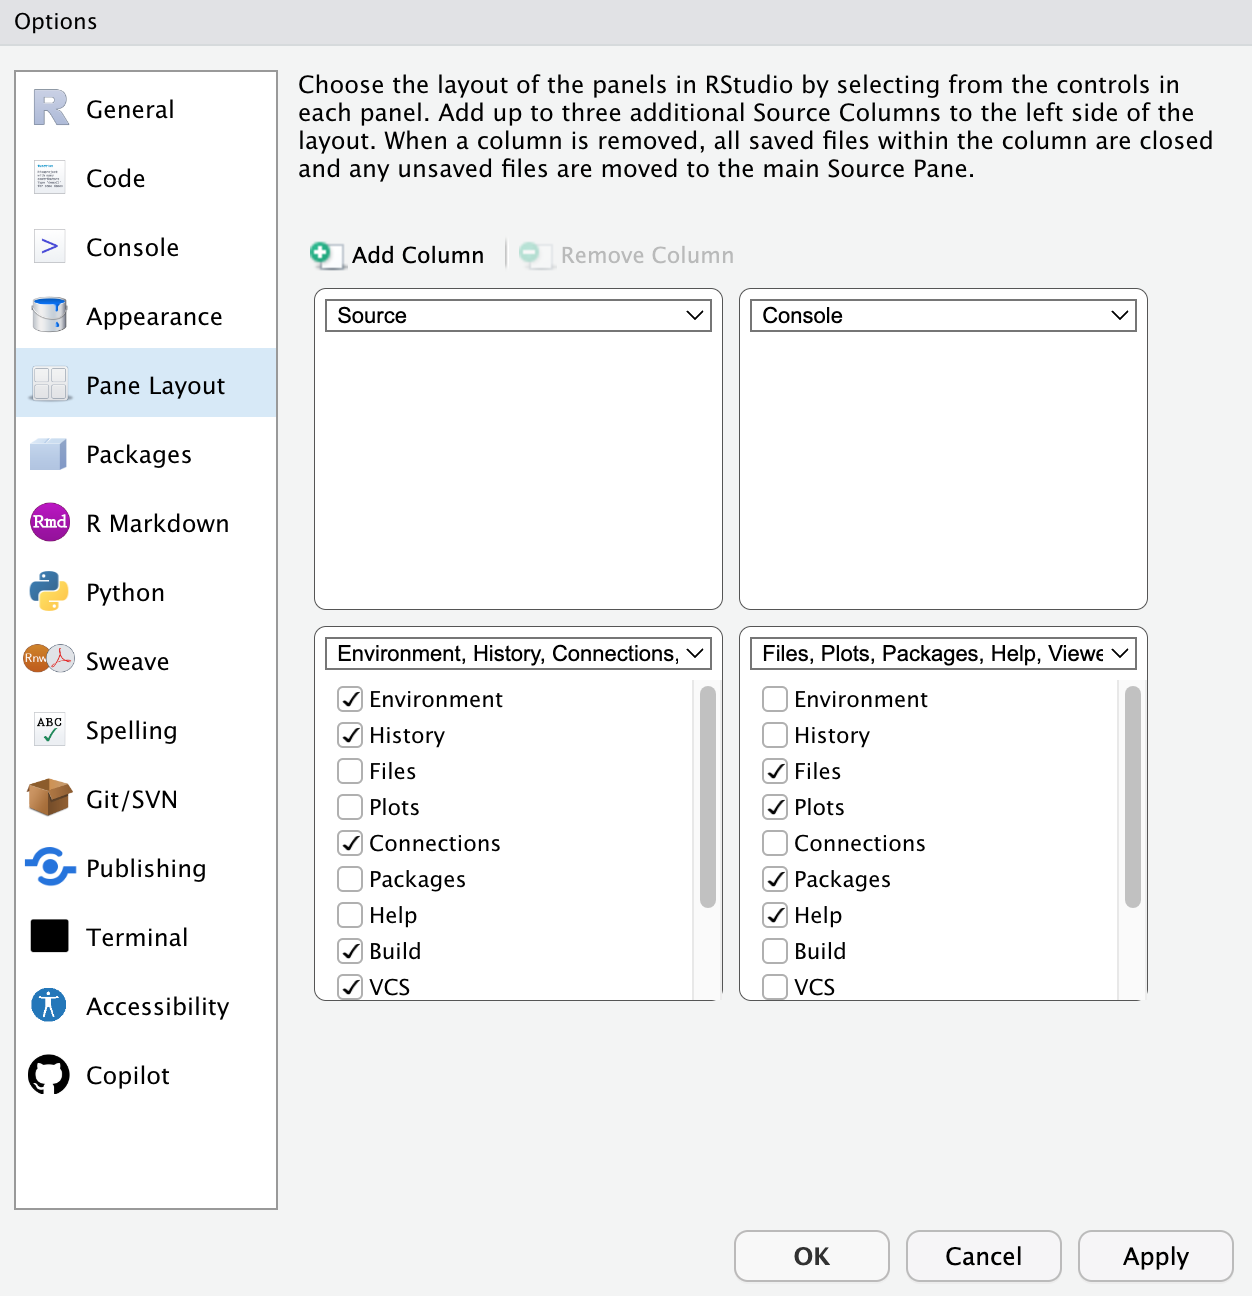 Options
General
Code
Console
Appearance
Pane Layout
Packages
Rmd
R Markdown
Python
Rnw
Sweave
ABC
Spelling
Git/SVN
Publishing
Terminal
Accessibility
Copilot
Choose the layout of the panels in RStudio by selecting from the controls in
each panel. Add up to three additional Source Columns to the left side of the
layout. When a column is removed, all saved files within the column are closed
and any unsaved files are moved to the main Source Pane.
Add Column
Remove Column
Source
Console
Environment, History, Connections,
Environment
History
Files
Plots
Connections
Packages
Help
Build
VCS
Files, Plots, Packages, Help, Viewe
Environment
History
Files
Plots
Connections
Packages
Help
Build
VCS
OK
Cancel
Apply